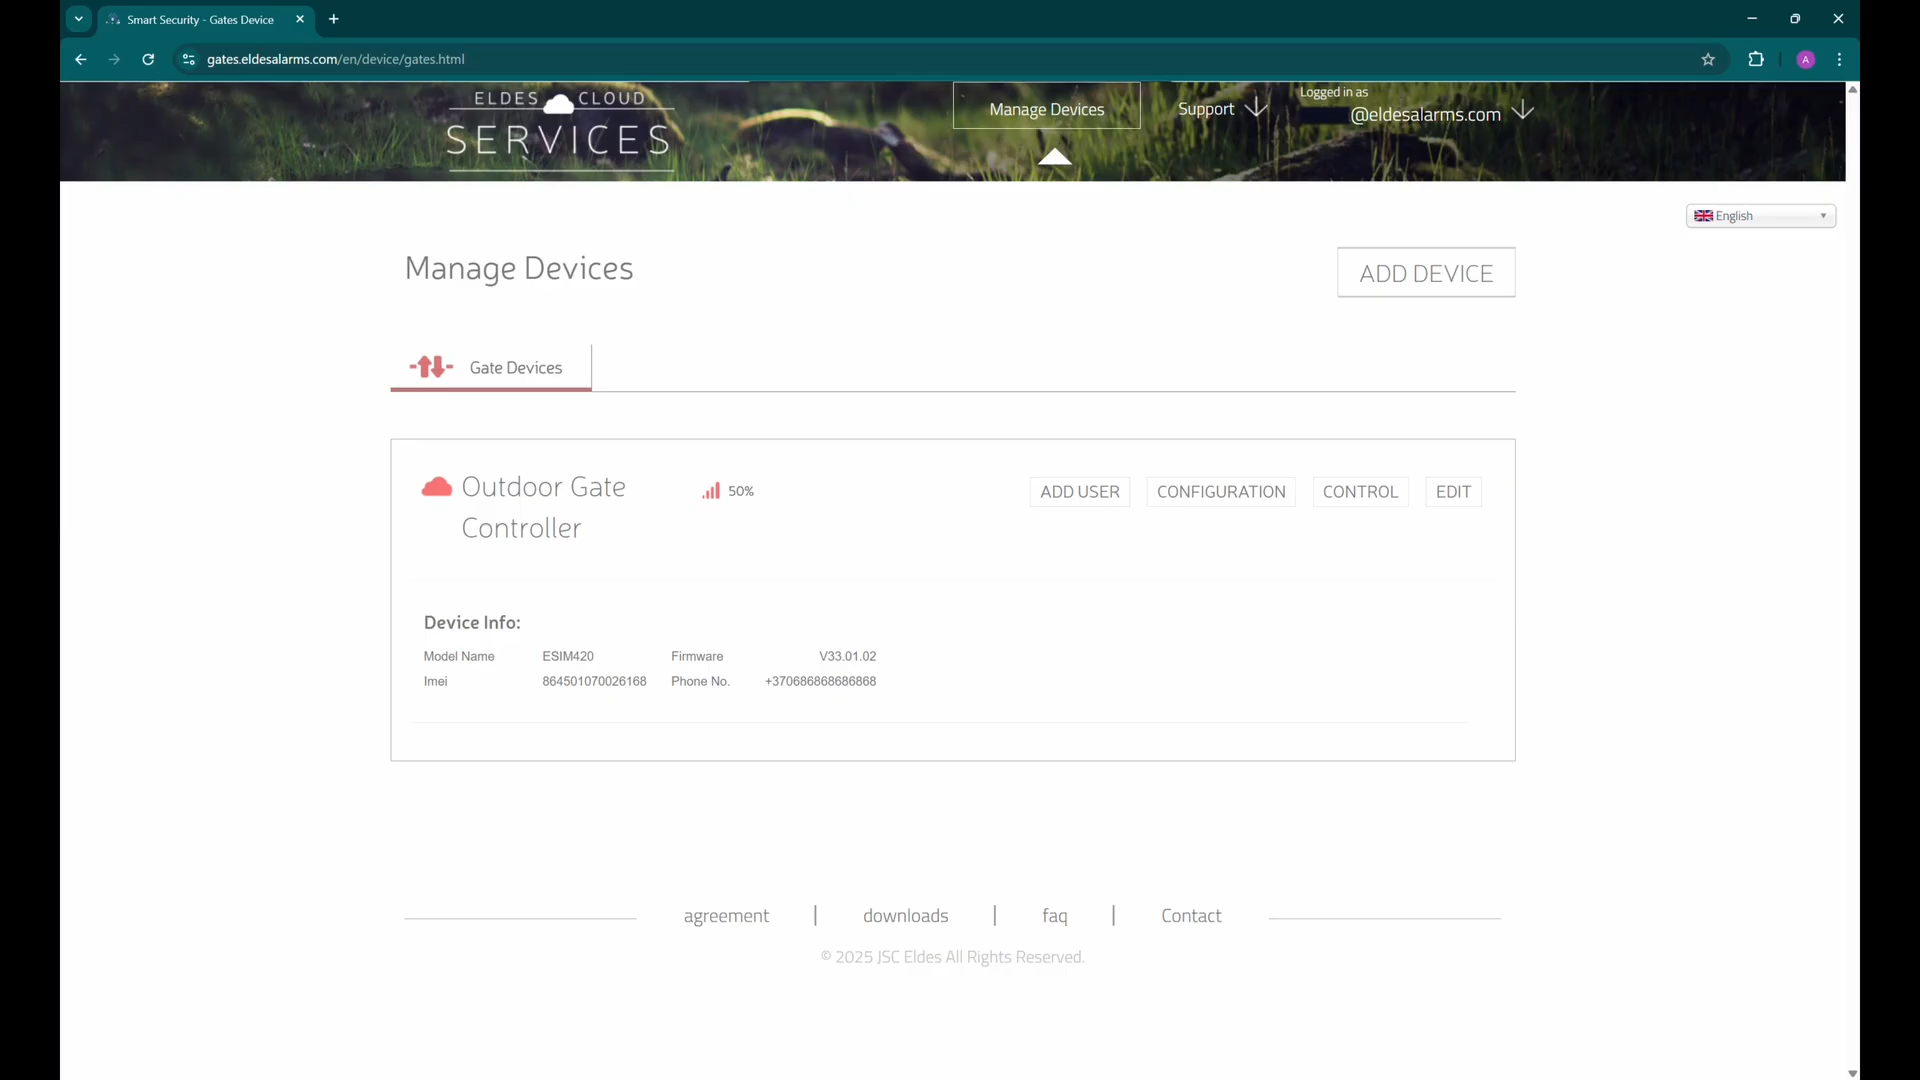 Smart Security - Gates Device
gates.eldesalarms.com/en/device/gates.html
A
ELDES CLOUD
SERVICES
Manage Devices
Support
Logged in as
@eldesalarms.com
English
Manage Devices
ADD DEVICE
Gate Devices
Outdoor Gate
Controller
50%
ADD USER
CONFIGURATION
CONTROL
EDIT
Device Info:
Model Name ESIM420 Firmware V33.01.02
Imei 864501070026168 Phone No. +370686868686868
agreement | downloads | faq | Contact
© 2025 JSC Eldes All Rights Reserved.